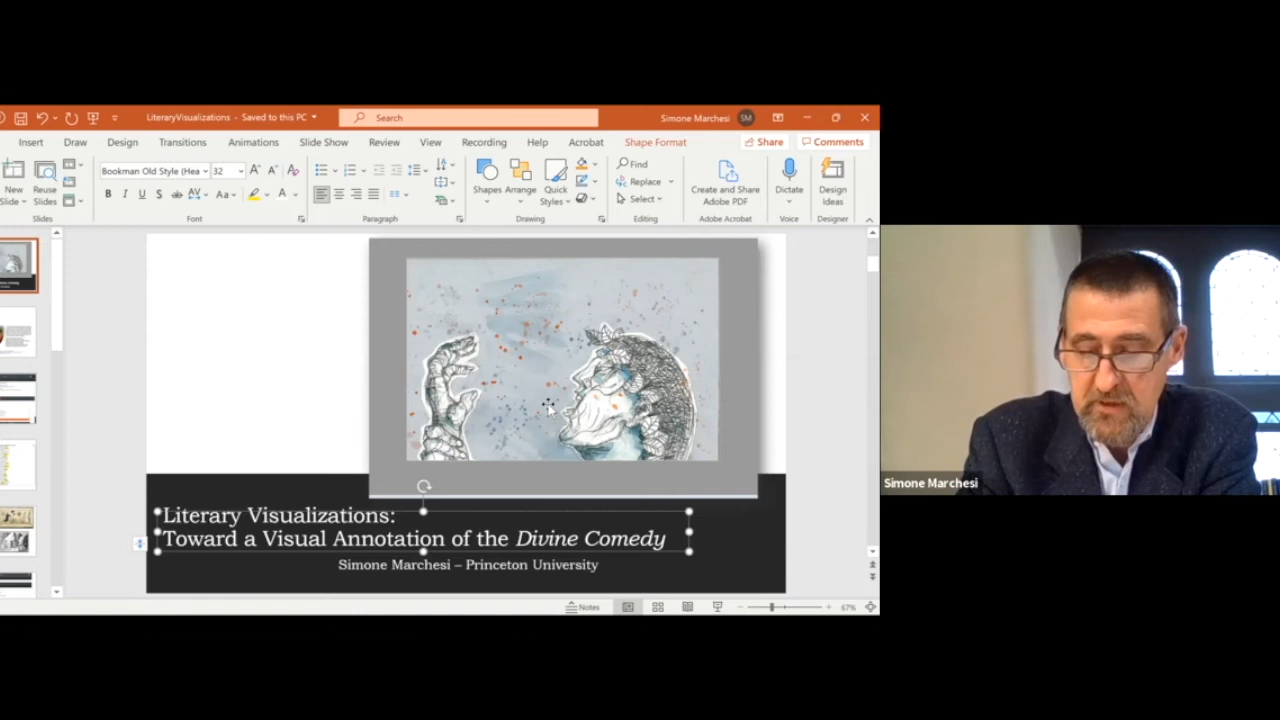 LiteraryVisualizations - Saved to this PC
Search
Simone Marchesi
SM
Insert
Draw
Design
Transitions
Animations
Slide Show
Review
View
Recording
Help
Acrobat
Shape Format
Share
Comments
New
Slide
Reuse
Slides
Slides
Bookman Old Style (Hea
32
B
I
U
S
ab
AV
Aa
A
Font
Paragraph
Shapes
Arrange
Quick
Styles
Drawing
Find
Replace
Select
Editing
Create and Share
Adobe PDF
Adobe Acrobat
Dictate
Voice
Design
Ideas
Designer
Literary Visualizations:
Toward a Visual Annotation of the Divine Comedy
Simone Marchesi – Princeton University
Simone Marchesi
Notes
67%